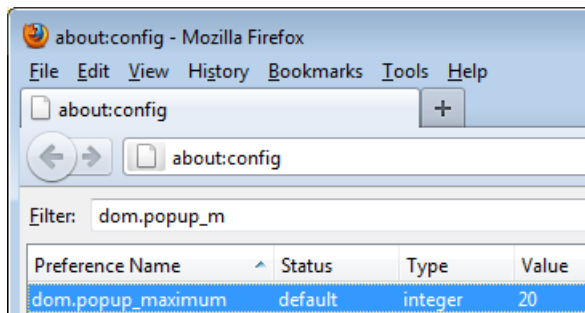 about:config - Mozilla Firefox
File Edit View History Bookmarks Tools Help
about:config +
about:config
Filter: dom.popup_m
Preference Name Status Type Value
dom.popup_maximum default integer 20